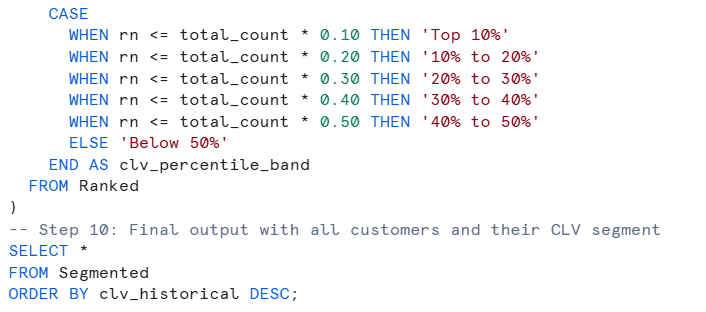 CASE
WHEN rn <= total_count * 0.10 THEN 'Top 10%'
WHEN rn <= total_count * 0.20 THEN '10% to 20%'
WHEN rn <= total_count * 0.30 THEN '20% to 30%'
WHEN rn <= total_count * 0.40 THEN '30% to 40%'
WHEN rn <= total_count * 0.50 THEN '40% to 50%'
ELSE 'Below 50%'
END AS clv_percentile_band
FROM Ranked
)
-- Step 10: Final output with all customers and their CLV segment
SELECT *
FROM Segmented
ORDER BY clv_historical DESC;